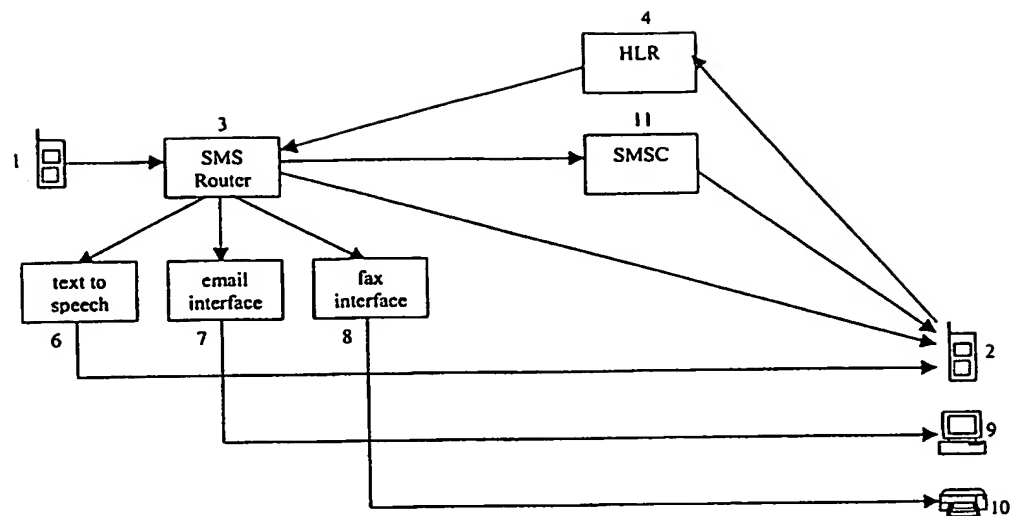 4
HLR
3
11
1
SMS
Router
SMSC
text to
speech
email
interface
fax
interface
6
7
8
2
9
10